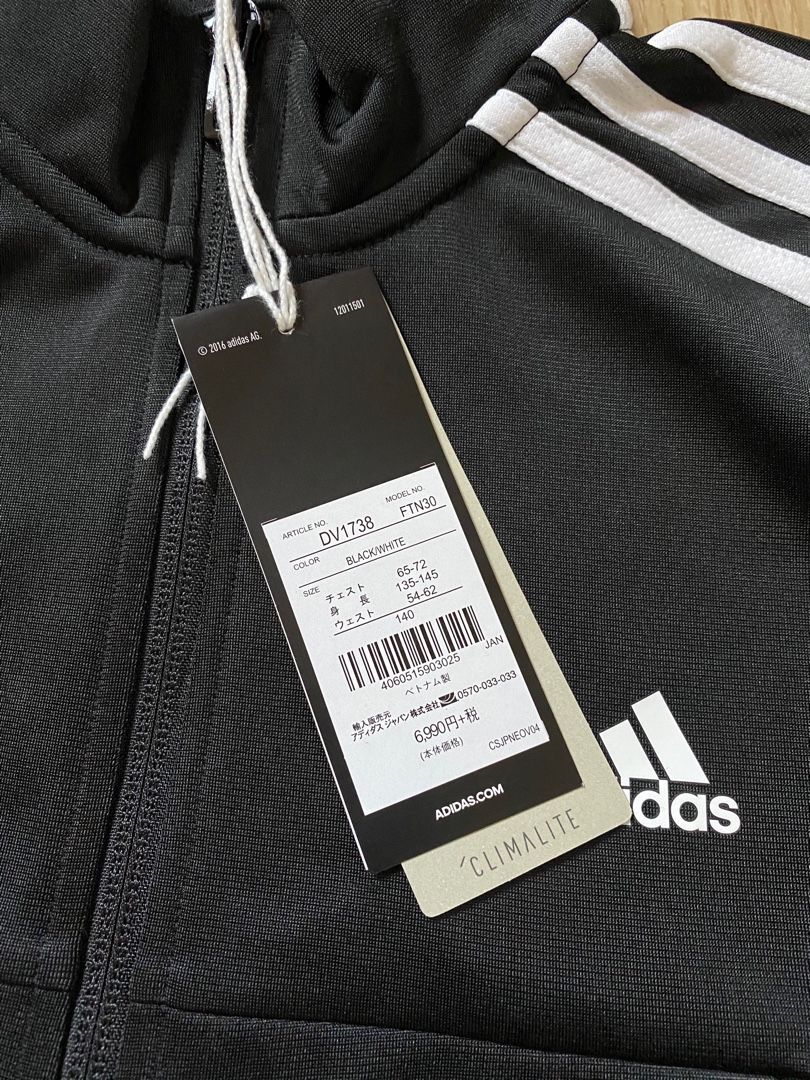 12011501
© 2016 adidas AG.
ARTICLE NO. DV1738 MODEL NO. FTN30
COLOR BLACK/WHITE
SIZE チェスト 65-72
身 長 135-145
ウェスト 54-62
140
4060515903025 JAN
ベトナム製
輸入販売元
アディダス ジャパン株式会社 0570-033-033
6,990円+税
(本体価格) CSJPNEOV04
ADIDAS.COM
´CLIMALITE
idas